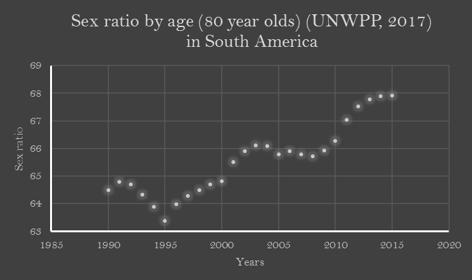 Sex ratio by age (80 year olds) (UNWPP, 2017)
in South America
69
68
67
66
65
64
63
Sex ratio
1985 1990 1995 2000 2005 2010 2015 2020
Years